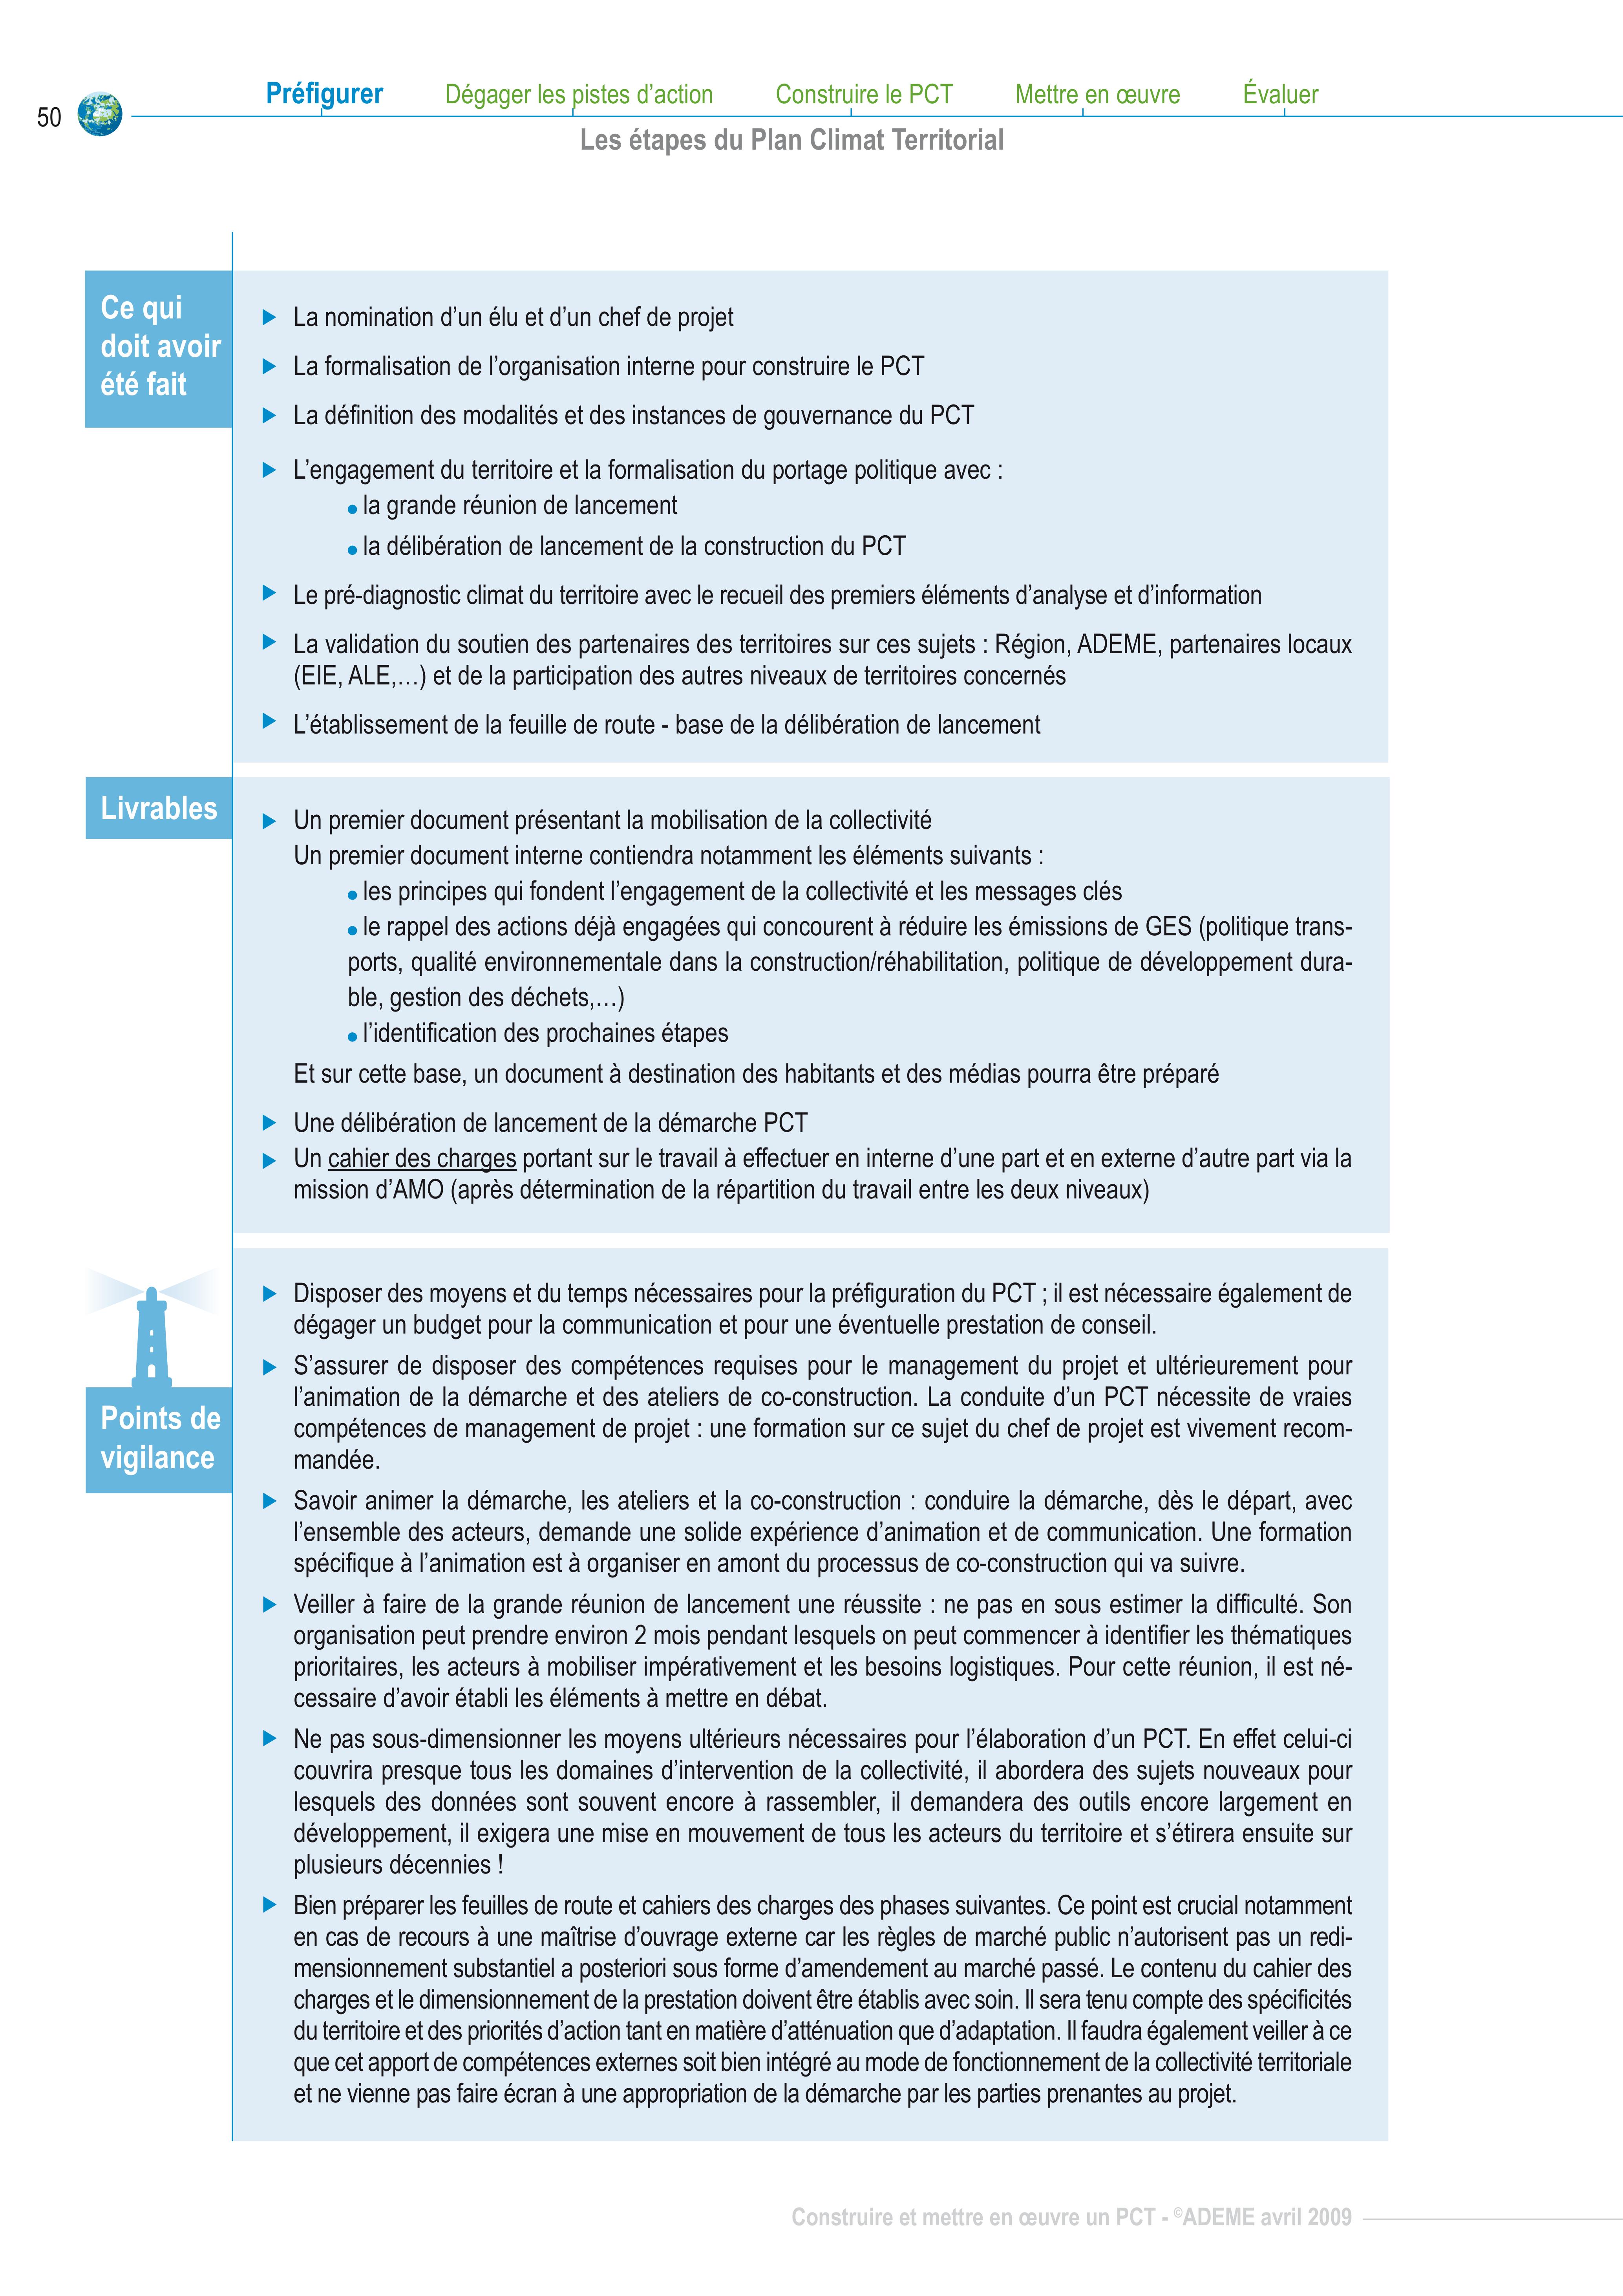 50
Préfigurer Dégager les pistes d'action Construire le PCT Mettre en œuvre Évaluer
Les étapes du Plan Climat Territorial
Ce qui
doit avoir
été fait
La nomination d'un élu et d'un chef de projet
La formalisation de l'organisation interne pour construire le PCT
La définition des modalités et des instances de gouvernance du PCT
L'engagement du territoire et la formalisation du portage politique avec :
la grande réunion de lancement
la délibération de lancement de la construction du PCT
Le pré-diagnostic climat du territoire avec le recueil des premiers éléments d'analyse et d'information
La validation du soutien des partenaires des territoires sur ces sujets : Région, ADEME, partenaires locaux
(EIE, ALE,…) et de la participation des autres niveaux de territoires concernés
L'établissement de la feuille de route - base de la délibération de lancement
Livrables
Un premier document présentant la mobilisation de la collectivité
Un premier document interne contiendra notamment les éléments suivants :
les principes qui fondent l'engagement de la collectivité et les messages clés
le rappel des actions déjà engagées qui concourent à réduire les émissions de GES (politique trans-
ports, qualité environnementale dans la construction/réhabilitation, politique de développement dura-
ble, gestion des déchets,…)
l'identification des prochaines étapes
Et sur cette base, un document à destination des habitants et des médias pourra être préparé
Une délibération de lancement de la démarche PCT
Un cahier des charges portant sur le travail à effectuer en interne d'une part et en externe d'autre part via la
mission d'AMO (après détermination de la répartition du travail entre les deux niveaux)
Points de
vigilance
Disposer des moyens et du temps nécessaires pour la préfiguration du PCT ; il est nécessaire également de
dégager un budget pour la communication et pour une éventuelle prestation de conseil.
S'assurer de disposer des compétences requises pour le management du projet et ultérieurement pour
l'animation de la démarche et des ateliers de co-construction. La conduite d'un PCT nécessite de vraies
compétences de management de projet : une formation sur ce sujet du chef de projet est vivement recom-
mandée.
Savoir animer la démarche, les ateliers et la co-construction : conduire la démarche, dès le départ, avec
l'ensemble des acteurs, demande une solide expérience d'animation et de communication. Une formation
spécifique à l'animation est à organiser en amont du processus de co-construction qui va suivre.
Veiller à faire de la grande réunion de lancement une réussite : ne pas en sous estimer la difficulté. Son
organisation peut prendre environ 2 mois pendant lesquels on peut commencer à identifier les thématiques
prioritaires, les acteurs à mobiliser impérativement et les besoins logistiques. Pour cette réunion, il est né-
cessaire d'avoir établi les éléments à mettre en débat.
Ne pas sous-dimensionner les moyens ultérieurs nécessaires pour l'élaboration d'un PCT. En effet celui-ci
couvrira presque tous les domaines d'intervention de la collectivité, il abordera des sujets nouveaux pour
lesquels des données sont souvent encore à rassembler, il demandera des outils encore largement en
développement, il exigera une mise en mouvement de tous les acteurs du territoire et s'étirera ensuite sur
plusieurs décennies !
Bien préparer les feuilles de route et cahiers des charges des phases suivantes. Ce point est crucial notamment
en cas de recours à une maîtrise d'ouvrage externe car les règles de marché public n'autorisent pas un redi-
mensionnement substantiel a posteriori sous forme d'amendement au marché passé. Le contenu du cahier des
charges et le dimensionnement de la prestation doivent être établis avec soin. Il sera tenu compte des spécificités
du territoire et des priorités d'action tant en matière d'atténuation que d'adaptation. Il faudra également veiller à ce
que cet apport de compétences externes soit bien intégré au mode de fonctionnement de la collectivité territoriale
et ne vienne pas faire écran à une appropriation de la démarche par les parties prenantes au projet.
Construire et mettre en œuvre un PCT - ©ADEME avril 2009